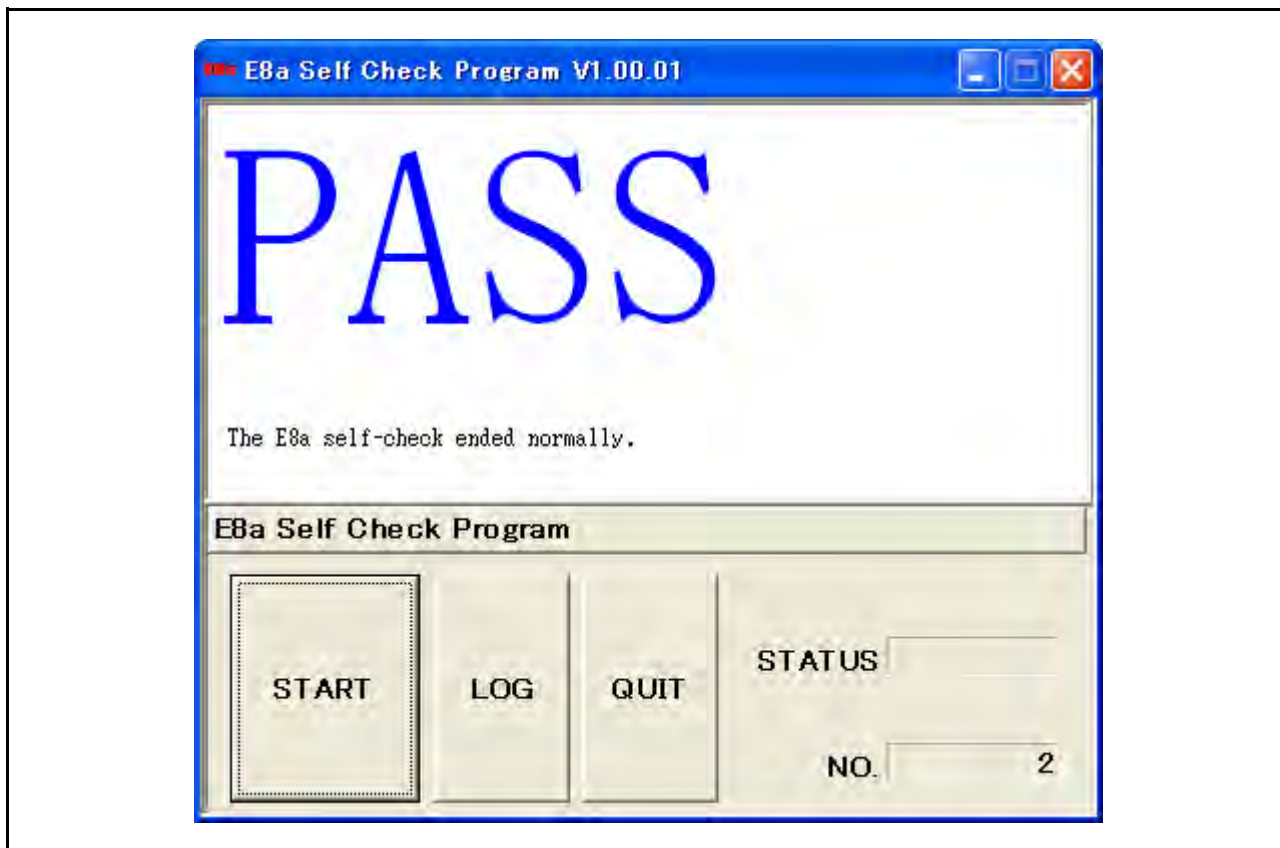 E8a Self Check Program V1.00.01
PASS
The E8a self-check ended normally.
E8a Self Check Program
START LOG QUIT STATUS
NO. 2